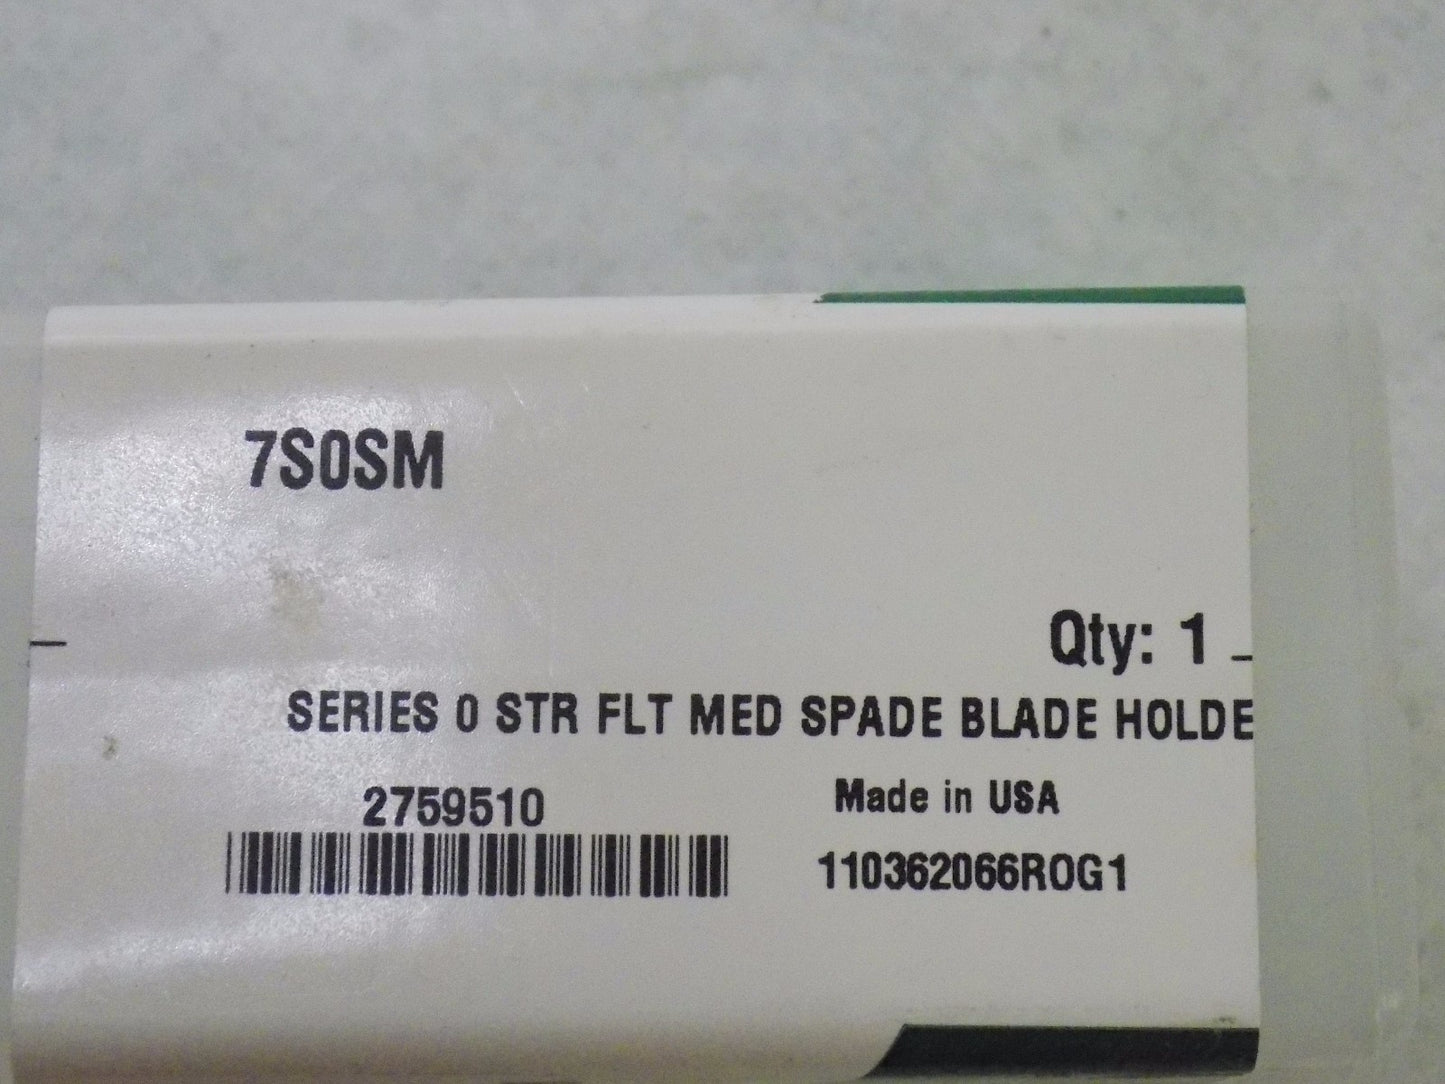 7S0SM
Qty: 1
SERIES 0 STR FLT MED SPADE BLADE HOLDE
2759510
Made in USA
110362066ROG1